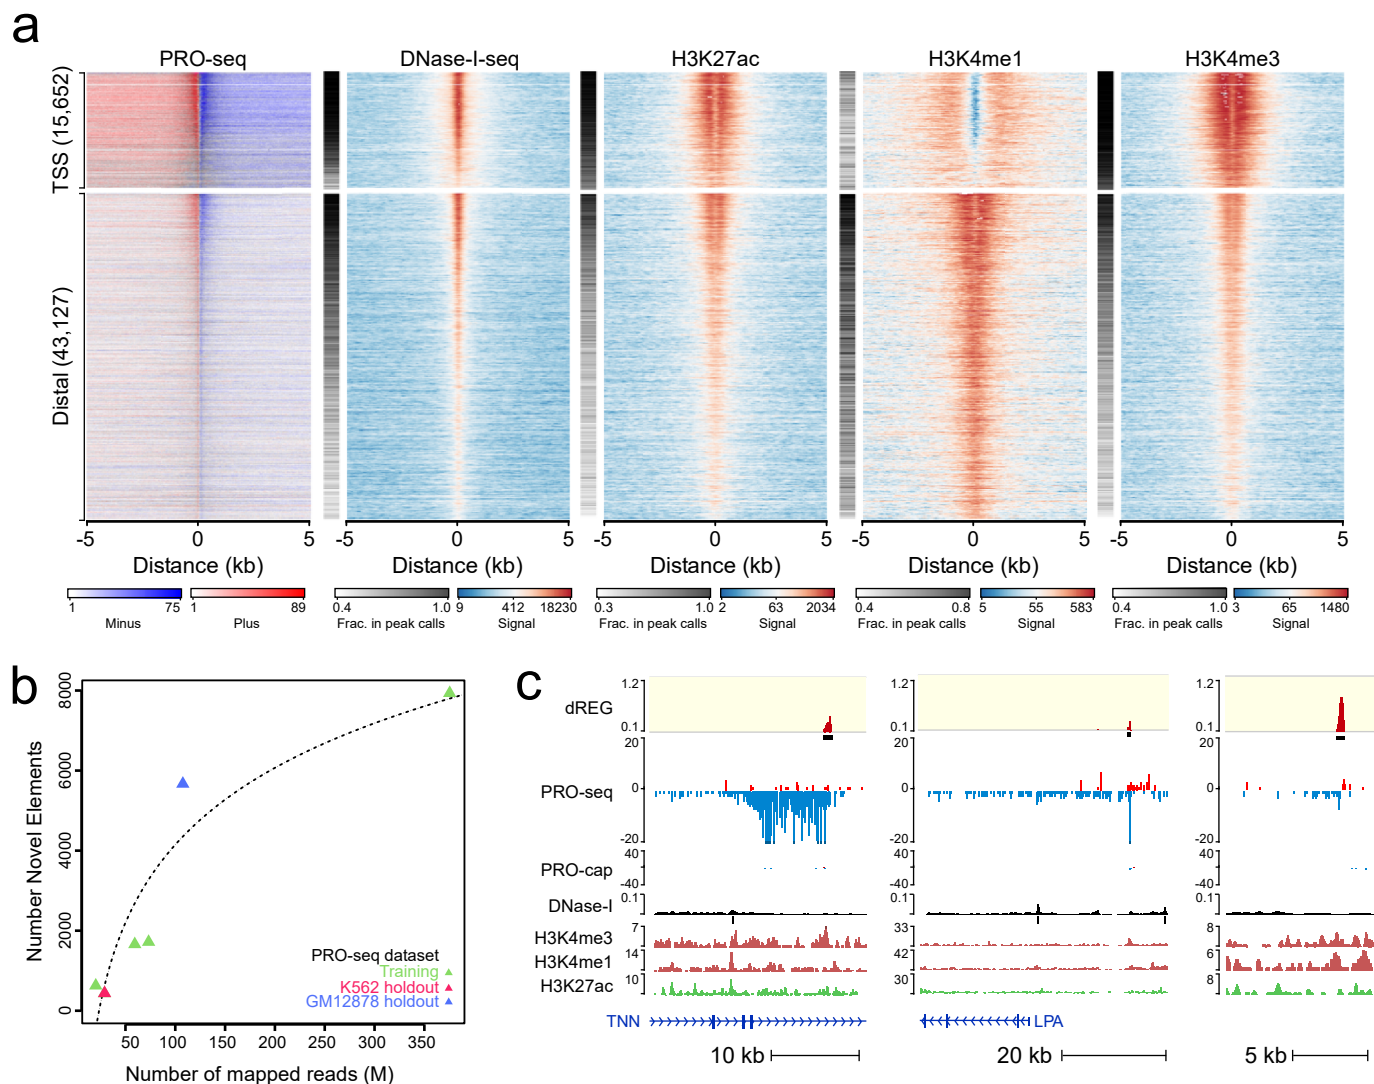 a
PRO-seq DNase-I-seq H3K27ac H3K4me1 H3K4me3
TSS (15,652)
Distal (43,127)
-5 0 5 -5 0 5 -5 0 5 -5 0 5 -5 0 5
Distance (kb) Distance (kb) Distance (kb) Distance (kb) Distance (kb)
1 75 1 89 0.4 1.0 9 412 18230 0.3 1.0 2 63 2034 0.4 0.8 5 55 583 0.4 1.0 3 65 1480
Minus Plus Frac. in peak calls Signal Frac. in peak calls Signal Frac. in peak calls Signal Frac. in peak calls Signal
b
Number Novel Elements
8000
6000
4000
2000
0
PRO-seq dataset
Training
K562 holdout
GM12878 holdout
50 100 150 200 250 300 350
Number of mapped reads (M)
c
dREG 1.2 1.2 1.2
0.1 0.1 0.1
20 20 20
PRO-seq 0 0 0
-20 -20 -20
40 40 40
PRO-cap
-40 -40 -40
DNase-I 0.1 0.1 0.1
H3K4me3 7 33 8
H3K4me1 14 42 6
H3K27ac 10 30 8
TNN LPA
10 kb 20 kb 5 kb